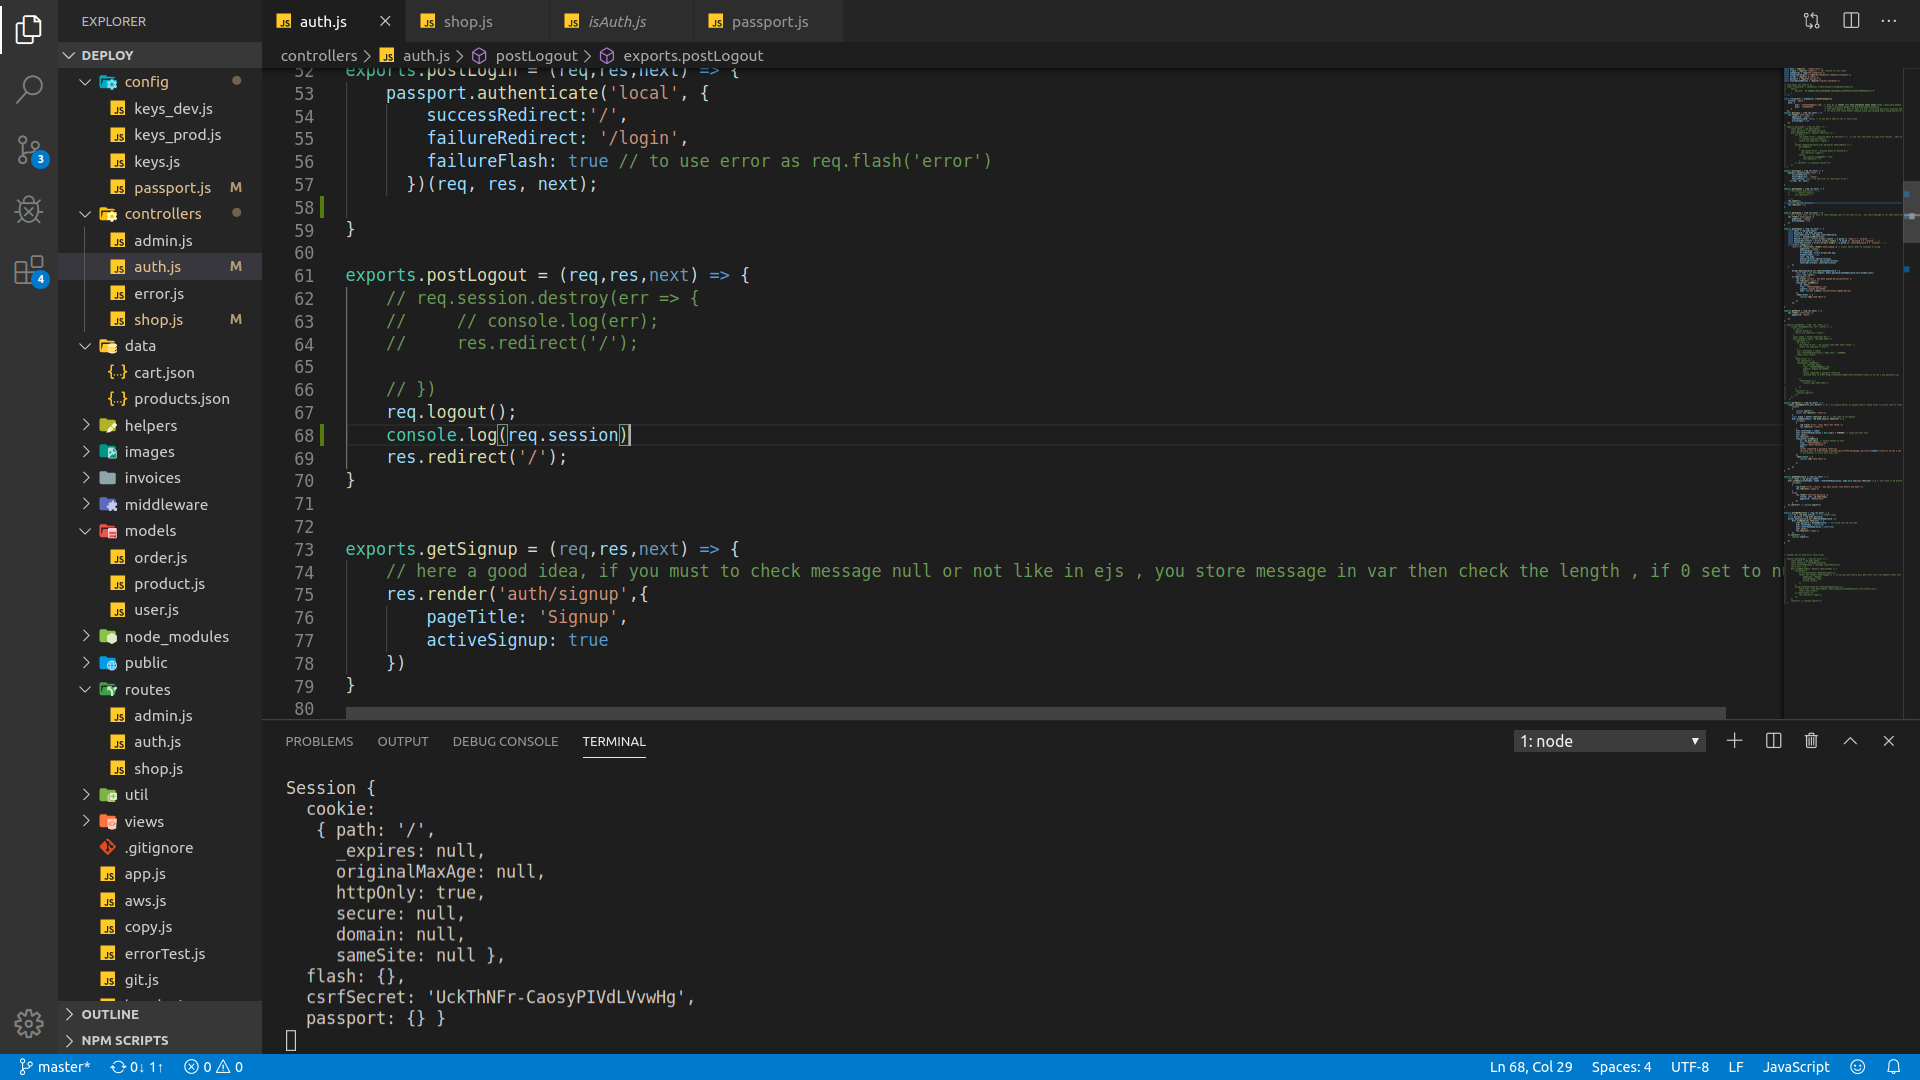 EXPLORER
DEPLOY
config
keys_dev.js
keys_prod.js
keys.js
passport.js M
controllers
admin.js
auth.js M
error.js
shop.js M
data
cart.json
products.json
helpers
images
invoices
middleware
models
order.js
product.js
user.js
node_modules
public
routes
admin.js
auth.js
shop.js
util
views
.gitignore
app.js
aws.js
copy.js
errorTest.js
git.js
OUTLINE
NPM SCRIPTS
3
4
auth.js
shop.js
isAuth.js
passport.js
controllers > auth.js > postLogout > exports.postLogout
52 exports.postLogin = (req,res,next) => {
53 passport.authenticate('local', {
54 successRedirect:'/',
55 failureRedirect: '/login',
56 failureFlash: true // to use error as req.flash('error')
57 })(req, res, next);
58
59 }
60
61 exports.postLogout = (req,res,next) => {
62 // req.session.destroy(err => {
63 // // console.log(err);
64 // res.redirect('/');
65
66 // })
67 req.logout();
68 console.log(req.session)
69 res.redirect('/');
70 }
71
72
73 exports.getSignup = (req,res,next) => {
74 // here a good idea, if you must to check message null or not like in ejs , you store message in var then check the length , if 0 set to
75 res.render('auth/signup',{
76 pageTitle: 'Signup',
77 activeSignup: true
78 })
79 }
80
PROBLEMS OUTPUT DEBUG CONSOLE TERMINAL
1: node
Session {
cookie:
{ path: '/',
_expires: null,
originalMaxAge: null,
httpOnly: true,
secure: null,
domain: null,
sameSite: null },
flash: {},
csrfSecret: 'UckThNFr-CaosyPIVdLVvwHg',
passport: {} }
master* 0↓ 1↑ 0 0
Ln 68, Col 29 Spaces: 4 UTF-8 LF JavaScript